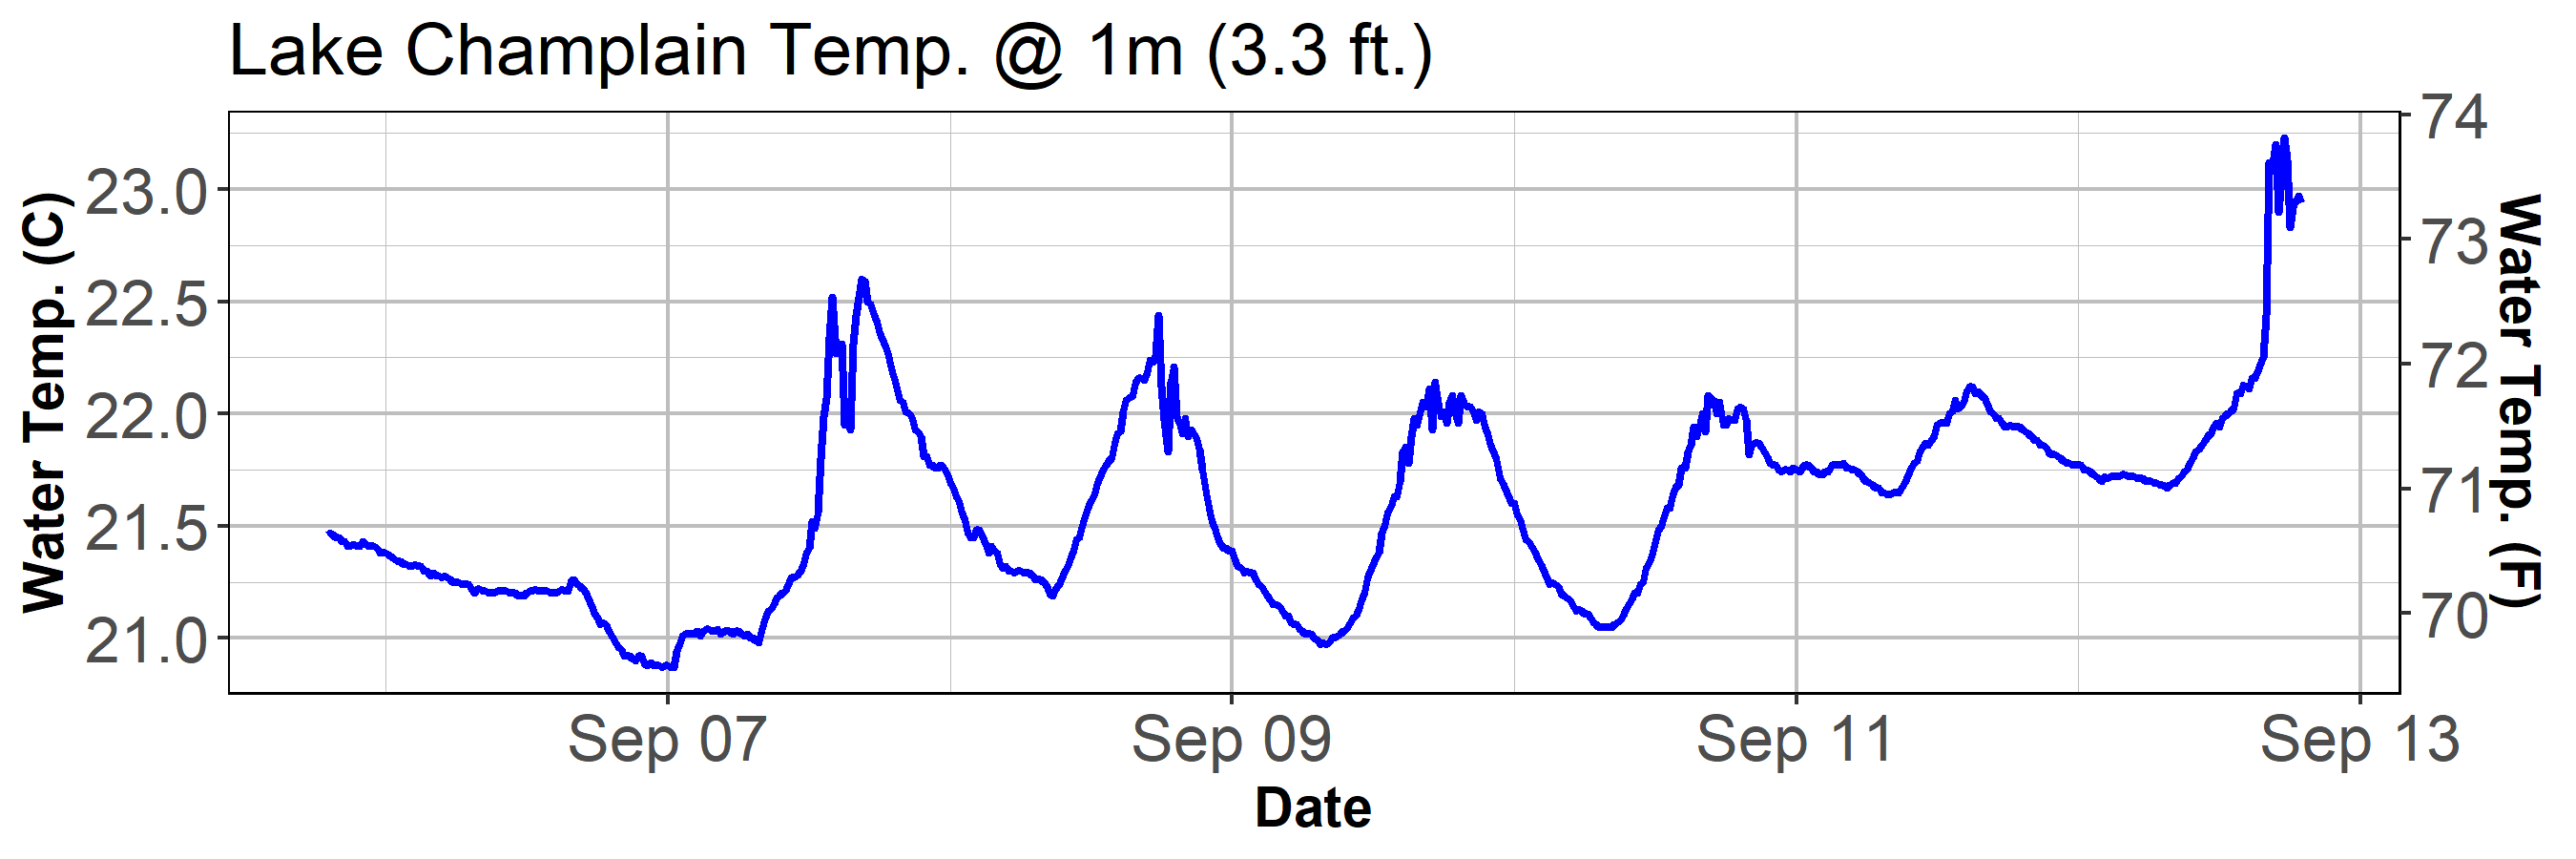 Lake Champlain Temp. @ 1m (3.3 ft.)
Water Temp. (C)
23.0
22.5
22.0
21.5
21.0
74
73
72
71
70
Water Temp. (F)
Sep 07 Sep 09 Sep 11 Sep 13
Date